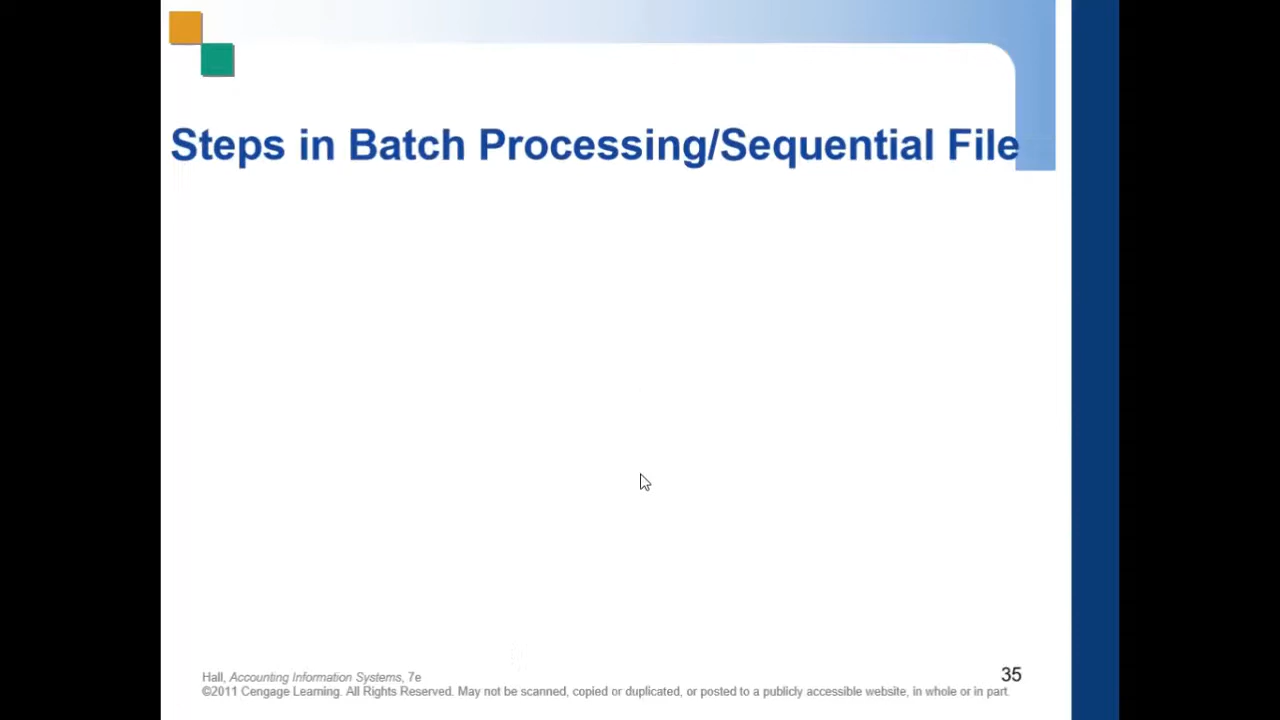 Steps in Batch Processing/Sequential File
Hall, Accounting Information Systems, 7e
35
©2011 Cengage Learning. All Rights Reserved. May not be scanned, copied or duplicated, or posted to a publicly accessible website, in whole or in part.